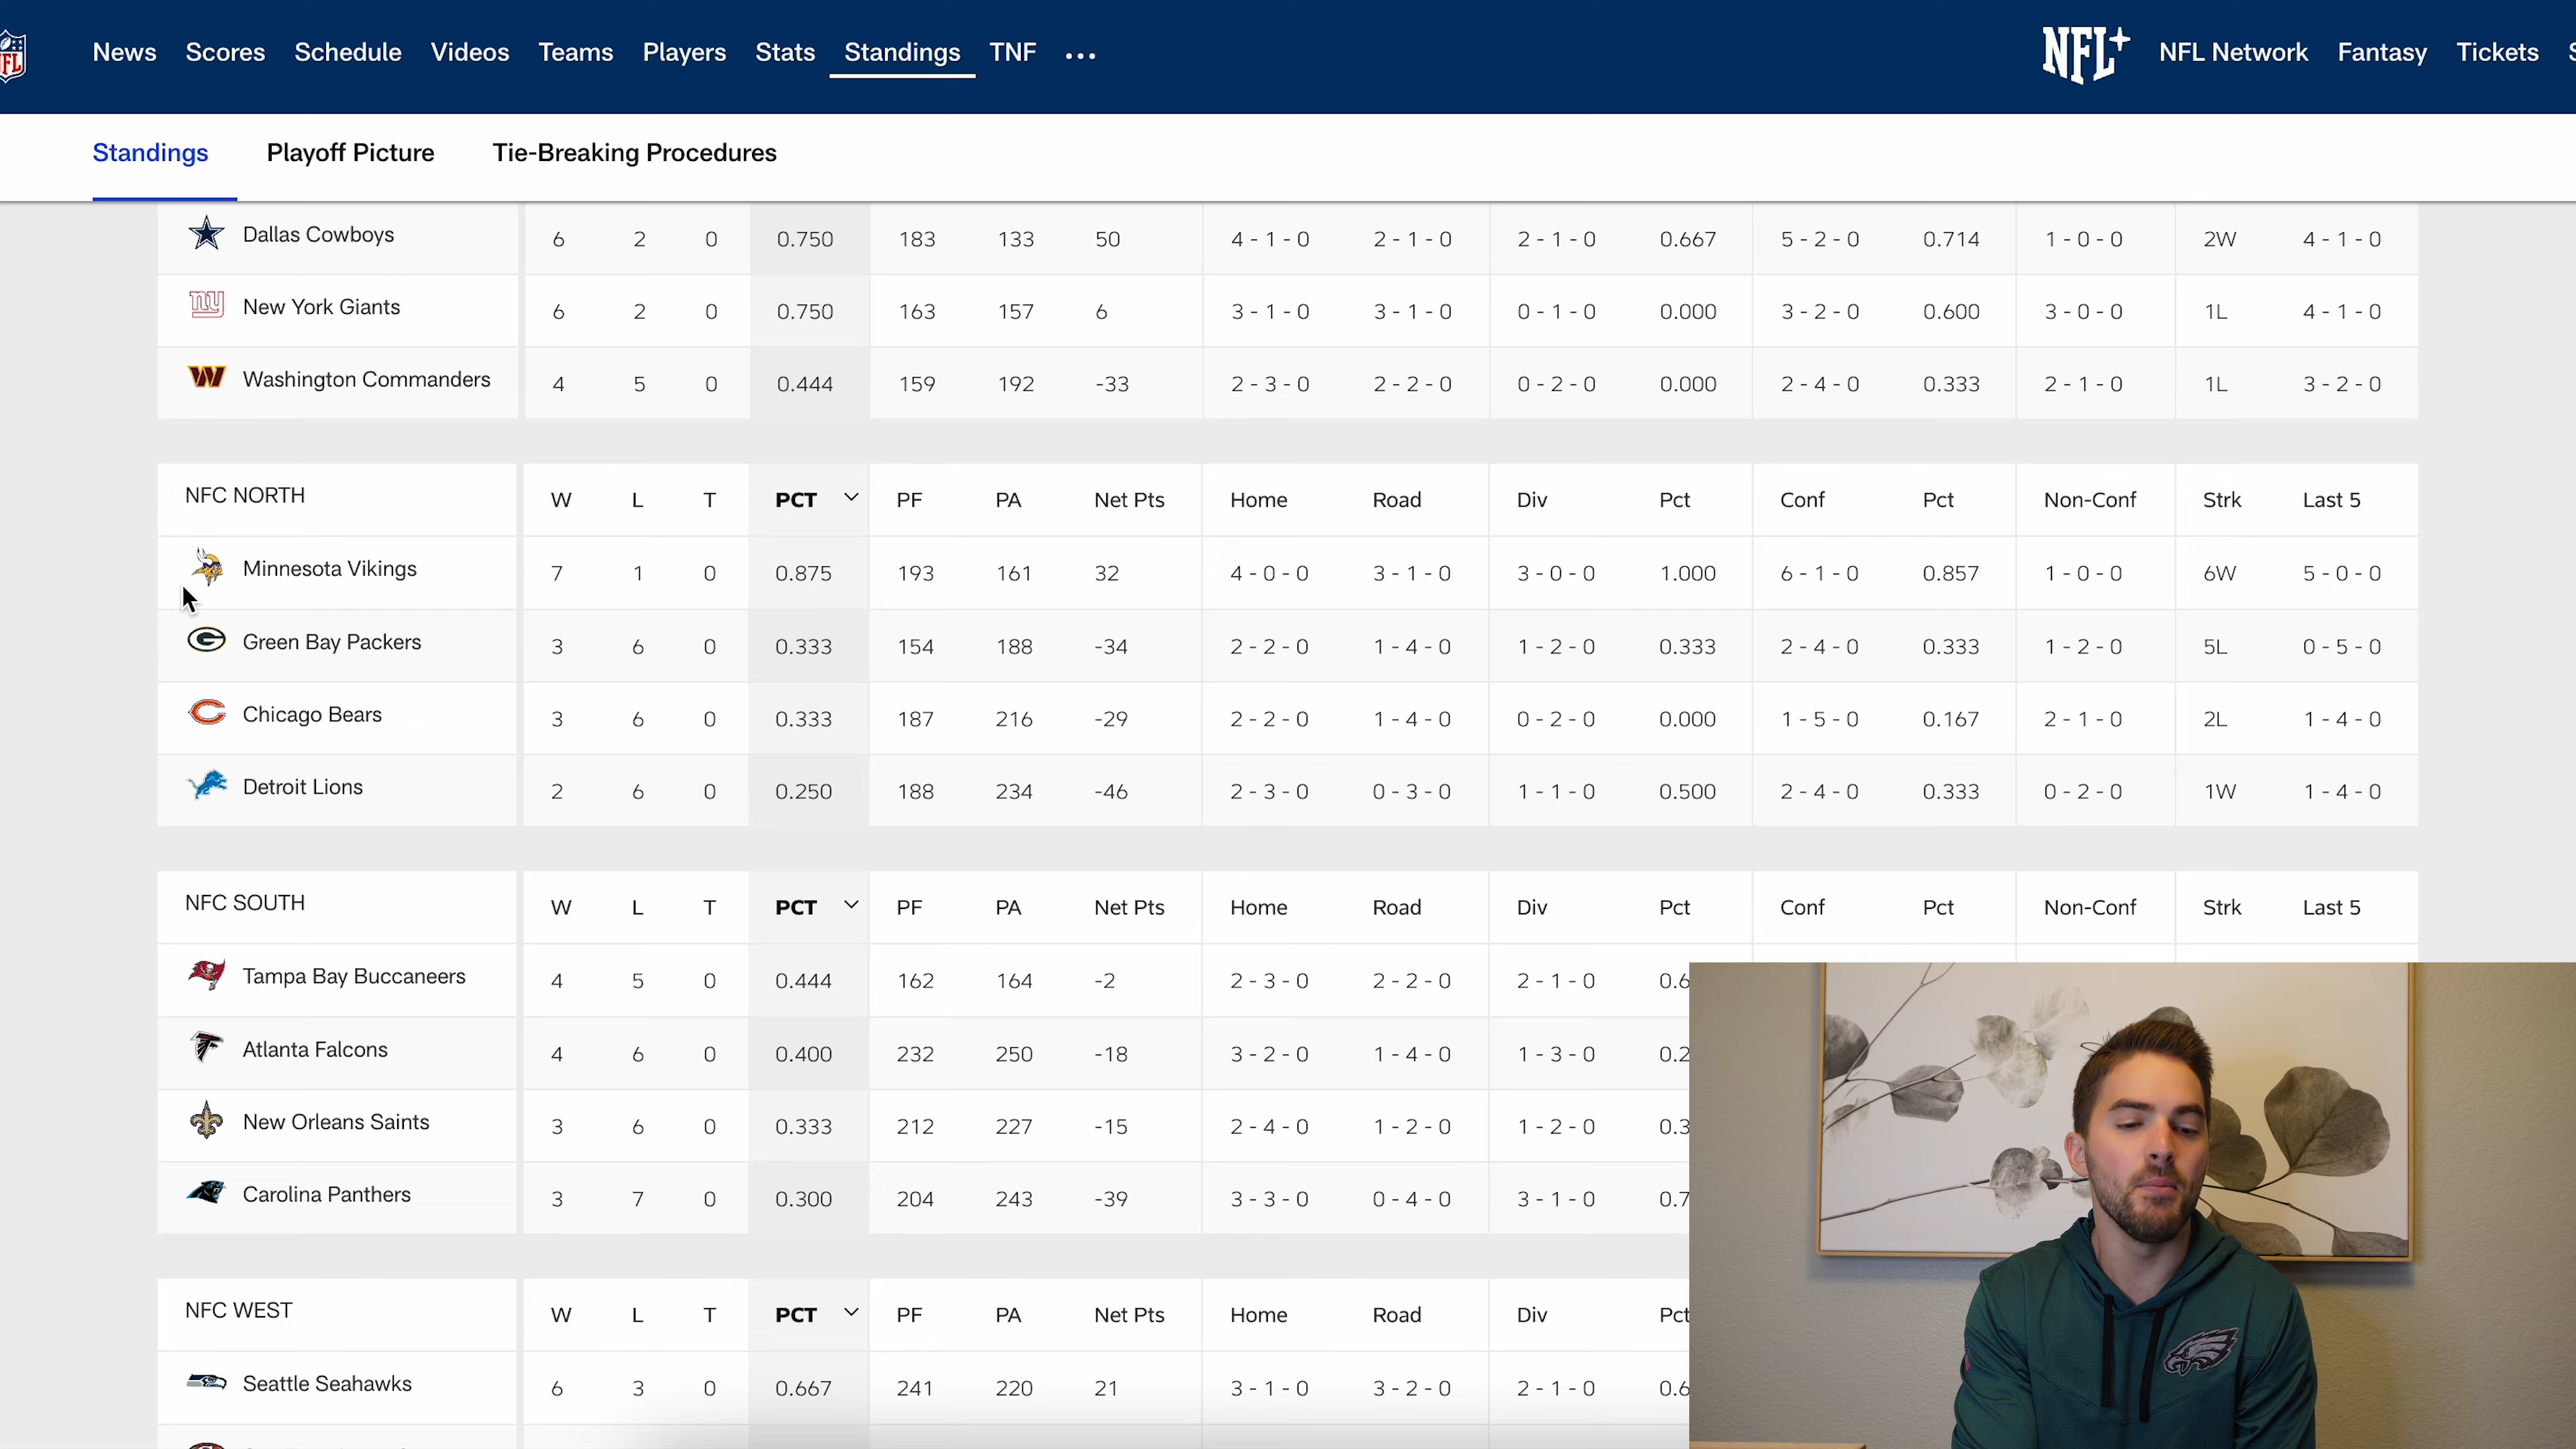 NFL News Scores Schedule Videos Teams Players Stats Standings TNF ... NFL+ NFL Network Fantasy Tickets
Standings Playoff Picture Tie-Breaking Procedures
Dallas Cowboys 6 2 0 0.750 183 133 50 4 - 1 - 0 2 - 1 - 0 2 - 1 - 0 0.667 5 - 2 - 0 0.714 1 - 0 - 0 2W 4 - 1 - 0
ny New York Giants 6 2 0 0.750 163 157 6 3 - 1 - 0 3 - 1 - 0 0 - 1 - 0 0.000 3 - 2 - 0 0.600 3 - 0 - 0 1L 4 - 1 - 0
W Washington Commanders 4 5 0 0.444 159 192 -33 2 - 3 - 0 2 - 2 - 0 0 - 2 - 0 0.000 2 - 4 - 0 0.333 2 - 1 - 0 1L 3 - 2 - 0
NFC NORTH W L T PCT PF PA Net Pts Home Road Div Pct Conf Pct Non-Conf Strk Last 5
Minnesota Vikings 7 1 0 0.875 193 161 32 4 - 0 - 0 3 - 1 - 0 3 - 0 - 0 1.000 6 - 1 - 0 0.857 1 - 0 - 0 6W 5 - 0 - 0
G Green Bay Packers 3 6 0 0.333 154 188 -34 2 - 2 - 0 1 - 4 - 0 1 - 2 - 0 0.333 2 - 4 - 0 0.333 1 - 2 - 0 5L 0 - 5 - 0
C Chicago Bears 3 6 0 0.333 187 216 -29 2 - 2 - 0 1 - 4 - 0 0 - 2 - 0 0.000 1 - 5 - 0 0.167 2 - 1 - 0 2L 1 - 4 - 0
Detroit Lions 2 6 0 0.250 188 234 -46 2 - 3 - 0 0 - 3 - 0 1 - 1 - 0 0.500 2 - 4 - 0 0.333 0 - 2 - 0 1W 1 - 4 - 0
NFC SOUTH W L T PCT PF PA Net Pts Home Road Div Pct Conf Pct Non-Conf Strk Last 5
Tampa Bay Buccaneers 4 5 0 0.444 162 164 -2 2 - 3 - 0 2 - 2 - 0 2 - 1 - 0 0.6
Atlanta Falcons 4 6 0 0.400 232 250 -18 3 - 2 - 0 1 - 4 - 0 1 - 3 - 0 0.2
New Orleans Saints 3 6 0 0.333 212 227 -15 2 - 4 - 0 1 - 2 - 0 1 - 2 - 0 0.3
Carolina Panthers 3 7 0 0.300 204 243 -39 3 - 3 - 0 0 - 4 - 0 3 - 1 - 0 0.7
NFC WEST W L T PCT PF PA Net Pts Home Road Div Pct
Seattle Seahawks 6 3 0 0.667 241 220 21 3 - 1 - 0 3 - 2 - 0 2 - 1 - 0 0.6